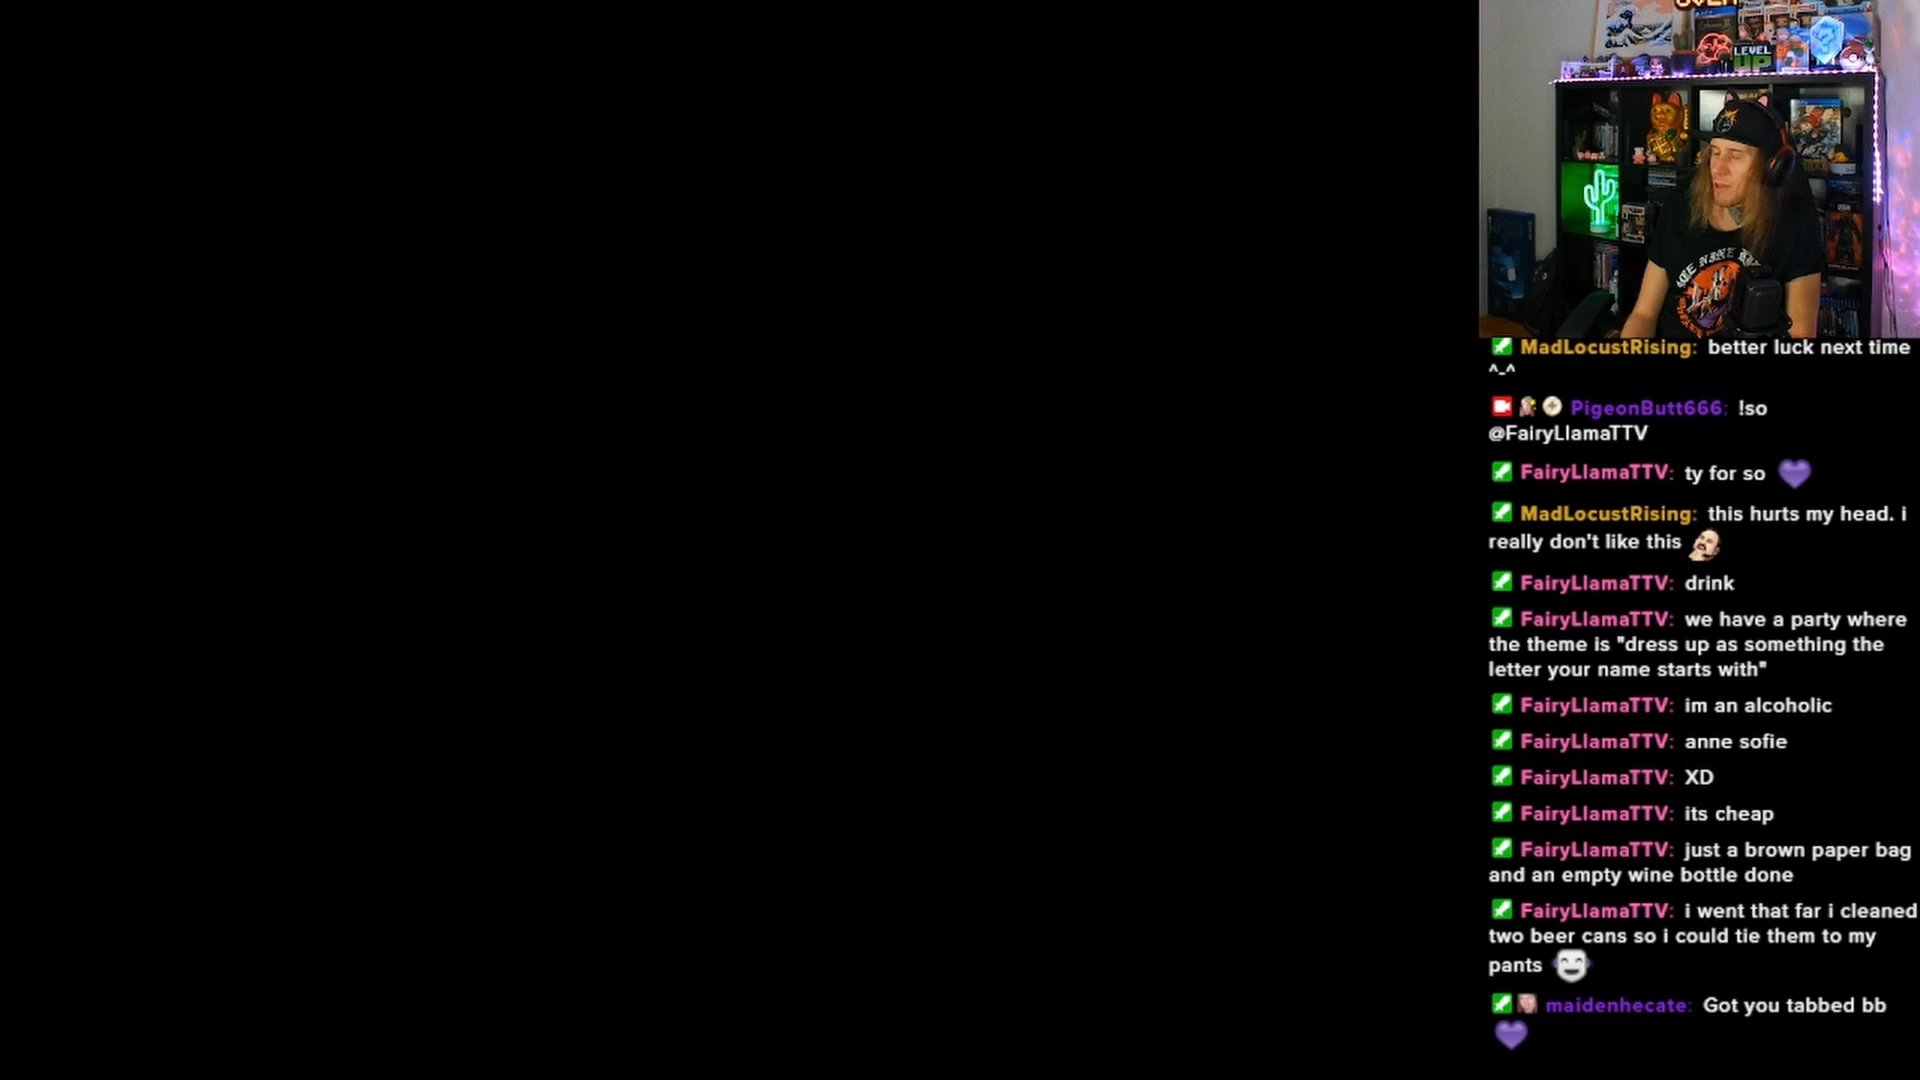 LEVEL
UP
MadLocustRising: better luck next time
^-^
PigeonButt666: !so
@FairyLlamaTTV
FairyLlamaTTV: ty for so
MadLocustRising: this hurts my head. i
really don't like this
FairyLlamaTTV: drink
FairyLlamaTTV: we have a party where
the theme is "dress up as something the
letter your name starts with"
FairyLlamaTTV: im an alcoholic
FairyLlamaTTV: anne sofie
FairyLlamaTTV: XD
FairyLlamaTTV: its cheap
FairyLlamaTTV: just a brown paper bag
and an empty wine bottle done
FairyLlamaTTV: i went that far i cleaned
two beer cans so i could tie them to my
pants
maidenhecate: Got you tabbed bb